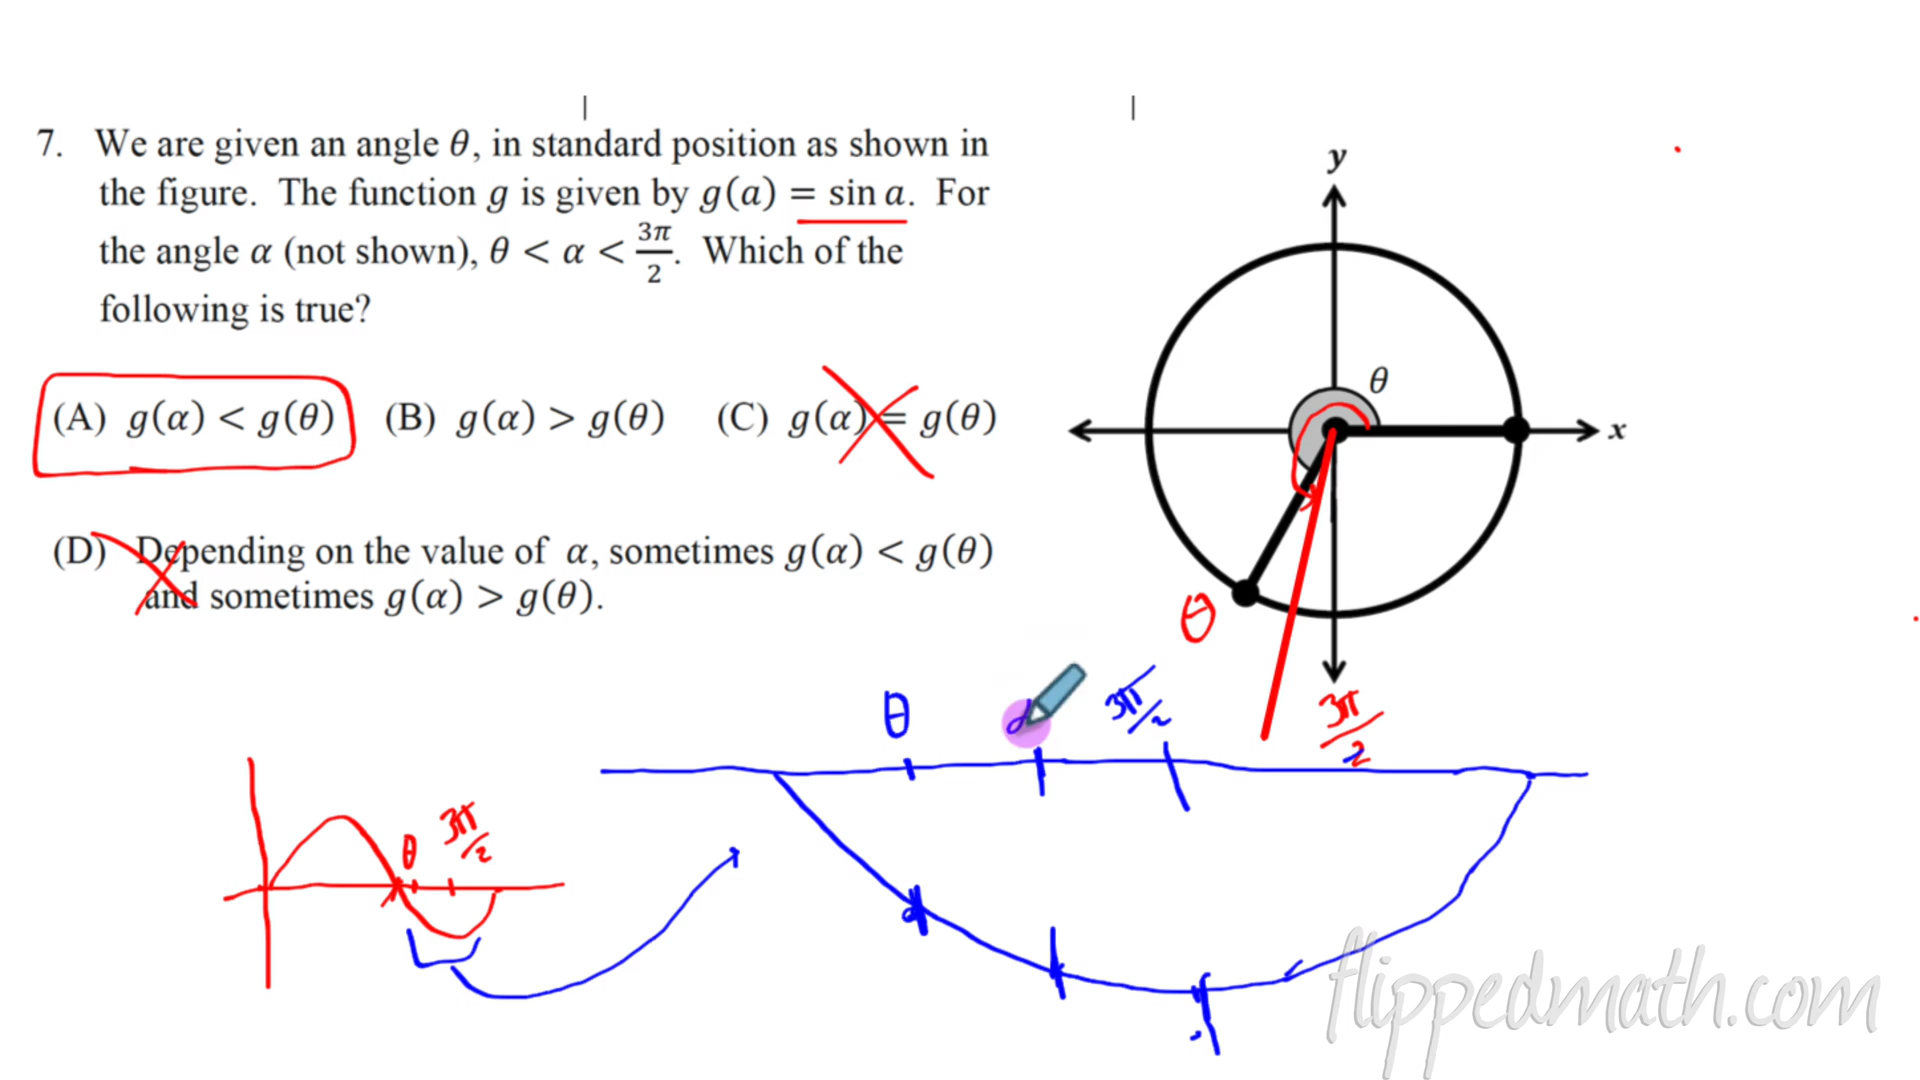 7. We are given an angle θ, in standard position as shown in
the figure. The function g is given by g(a) = sin a. For
the angle α (not shown), θ < α < 3π/2. Which of the
following is true?
(A) g(α) < g(θ) (B) g(α) > g(θ) (C) g(α) = g(θ)
(D) Depending on the value of α, sometimes g(α) < g(θ)
and sometimes g(α) > g(θ).
y
θ
x
θ
3π/2
θ α 3π/2
θ 3π/2
flippedmath.com